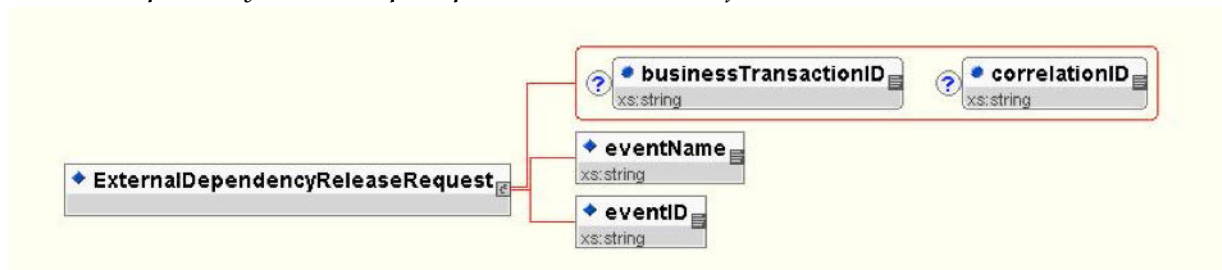 ? businessTransactionID ? correlationID
xs:string xs:string
eventName
xs:string
ExternalDependencyReleaseRequest
eventID
xs:string